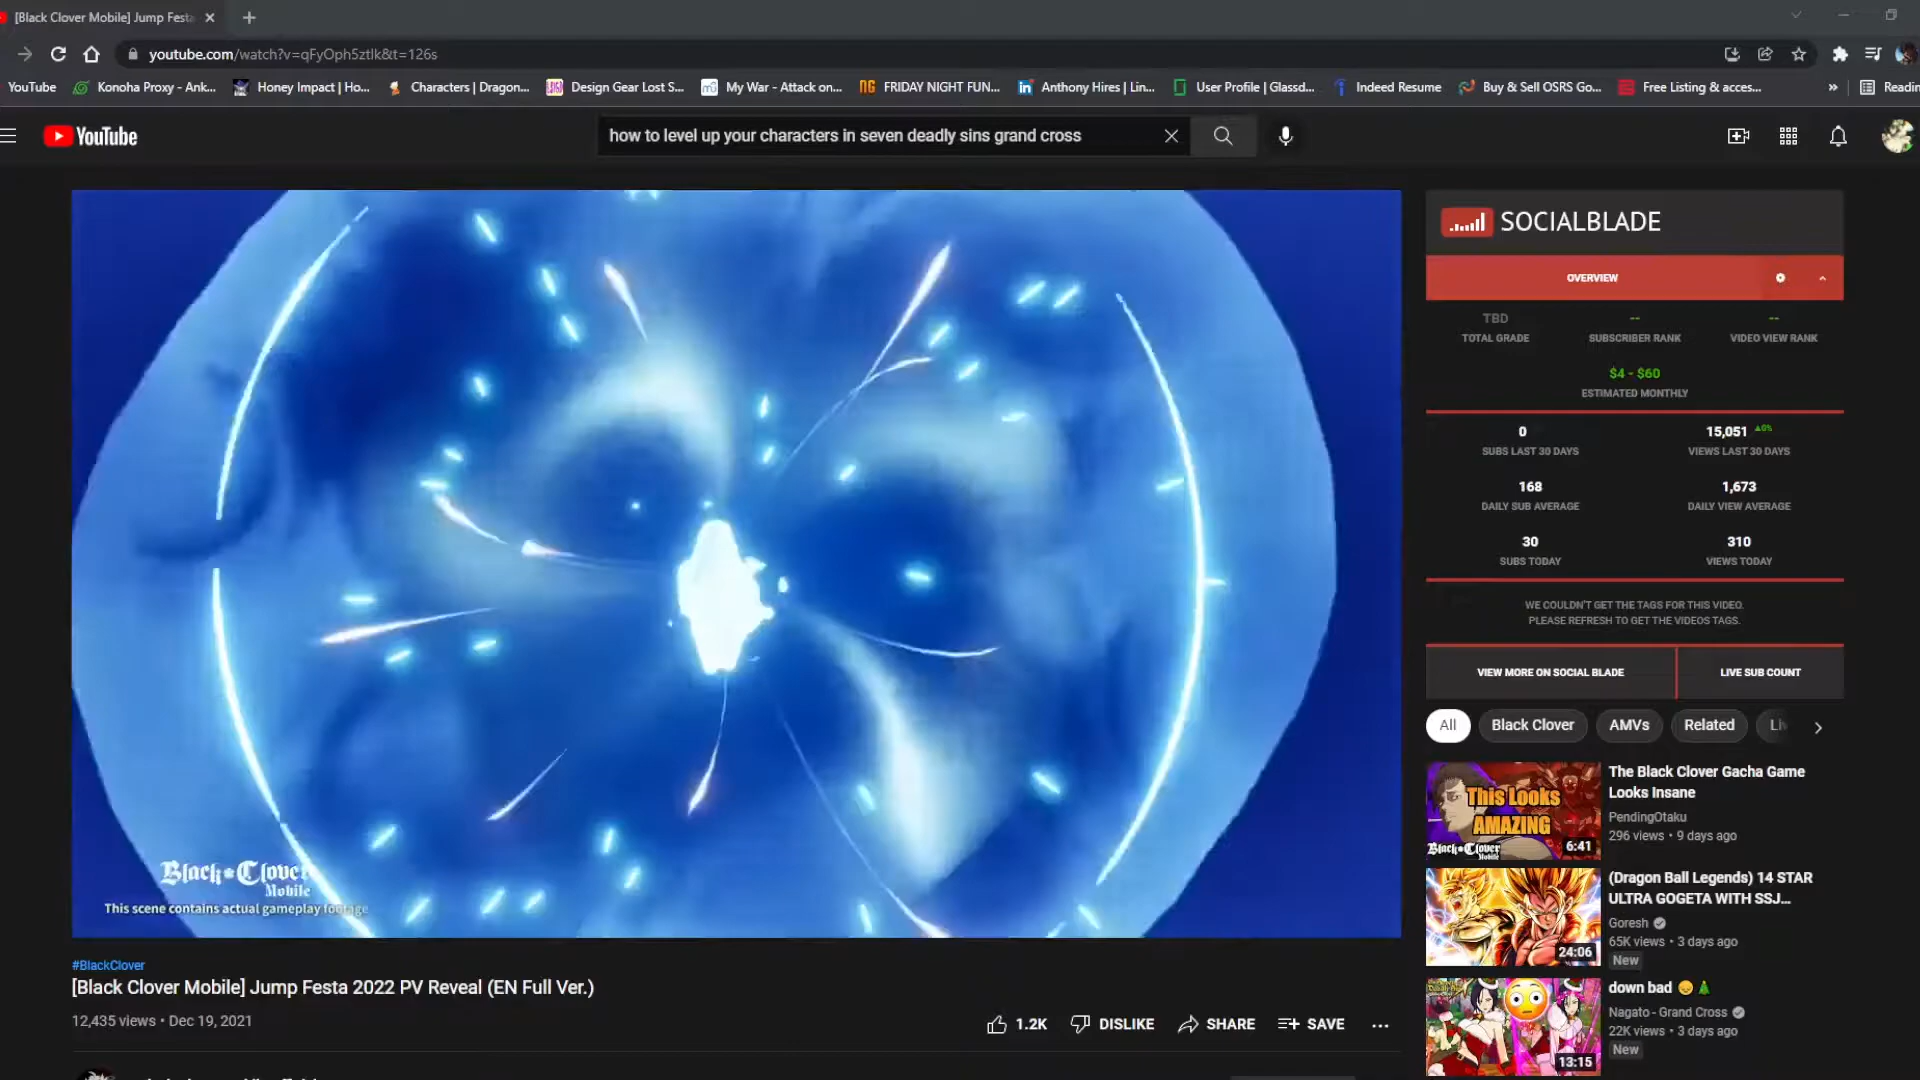 [Black Clover Mobile] Jump Festa
youtube.com/watch?v=qFyOph5ztlk&t=126s
YouTube
Konoha Proxy - Ank...
Honey Impact | Ho...
Characters | Dragon...
Design Gear Lost S...
My War - Attack on...
FRIDAY NIGHT FUN...
Anthony Hires | Lin...
User Profile | Glassd...
Indeed Resume
Buy & Sell OSRS Go...
Free Listing & acces...
»
Readin
YouTube
how to level up your characters in seven deadly sins grand cross
Black Clover
Mobile
This scene contains actual gameplay footage
#BlackClover
[Black Clover Mobile] Jump Festa 2022 PV Reveal (EN Full Ver.)
12,435 views • Dec 19, 2021
1.2K
DISLIKE
SHARE
SAVE
SOCIALBLADE
OVERVIEW
TBD
TOTAL GRADE
--
SUBSCRIBER RANK
--
VIDEO VIEW RANK
$4 - $60
ESTIMATED MONTHLY
0
SUBS LAST 30 DAYS
15,051 ▲0%
VIEWS LAST 30 DAYS
168
DAILY SUB AVERAGE
1,673
DAILY VIEW AVERAGE
30
SUBS TODAY
310
VIEWS TODAY
WE COULDN'T GET THE TAGS FOR THIS VIDEO.
PLEASE REFRESH TO GET THE VIDEOS TAGS.
VIEW MORE ON SOCIAL BLADE
LIVE SUB COUNT
All
Black Clover
AMVs
Related
This Looks
AMAZING
Black Clover
Mobile
6:41
The Black Clover Gacha Game
Looks Insane
PendingOtaku
296 views • 9 days ago
24:06
(Dragon Ball Legends) 14 STAR
ULTRA GOGETA WITH SSJ...
Goresh
65K views • 3 days ago
New
13:15
down bad 😞🎄
Nagato - Grand Cross
22K views • 3 days ago
New